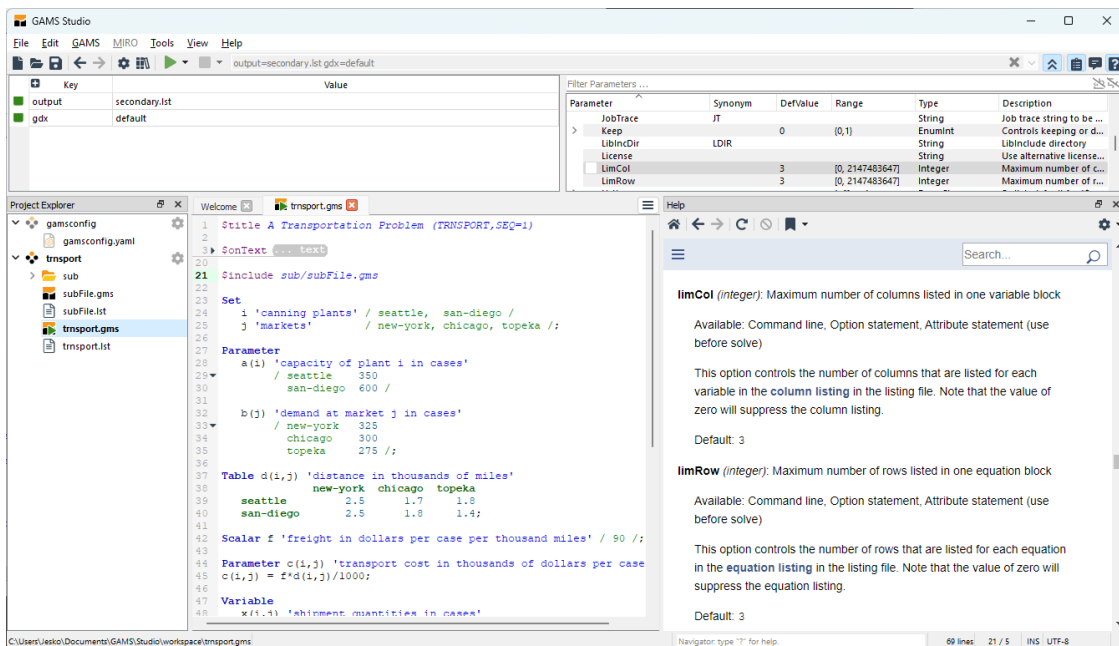 GAMS Studio
File Edit GAMS MIRO Tools View Help
output=secondary.lst gdx=default
Key Value
output secondary.lst
gdx default
Filter Parameters ...
Parameter Synonym DefValue Range Type Description
JobTrace JT String Job trace string to be ...
Keep 0 {0,1} EnumInt Controls keeping or d...
LibIncDir LDIR String LibInclude directory
License String Use alternative license...
LimCol 3 [0, 2147483647] Integer Maximum number of c...
LimRow 3 [0, 2147483647] Integer Maximum number of r...
Project Explorer
gamsconfig
gamsconfig.yaml
trnsport
sub
subFile.gms
subFile.lst
trnsport.gms
trnsport.lst
Welcome trnsport.gms
1 $title A Transportation Problem (TRNSPORT,SEQ=1)
2
3 $onText ... text
20
21 $include sub/subFile.gms
22
23 Set
24 i 'canning plants' / seattle, san-diego /
25 j 'markets' / new-york, chicago, topeka /;
26
27 Parameter
28 a(i) 'capacity of plant i in cases'
29 / seattle 350
30 san-diego 600 /
31
32 b(j) 'demand at market j in cases'
33 / new-york 325
34 chicago 300
35 topeka 275 /;
36
37 Table d(i,j) 'distance in thousands of miles'
38 new-york chicago topeka
39 seattle 2.5 1.7 1.8
40 san-diego 2.5 1.8 1.4;
41
42 Scalar f 'freight in dollars per case per thousand miles' / 90 /;
43
44 Parameter c(i,j) 'transport cost in thousands of dollars per case
45 c(i,j) = f*d(i,j)/1000;
46
47 Variable
48 x(i,j) 'shipment quantities in cases'
Help
Search...
limCol (integer): Maximum number of columns listed in one variable block
Available: Command line, Option statement, Attribute statement (use
before solve)
This option controls the number of columns that are listed for each
variable in the column listing in the listing file. Note that the value of
zero will suppress the column listing.
Default: 3
limRow (integer): Maximum number of rows listed in one equation block
Available: Command line, Option statement, Attribute statement (use
before solve)
This option controls the number of rows that are listed for each equation
in the equation listing in the listing file. Note that the value of zero will
suppress the equation listing.
Default: 3
C:\Users\Jesko\Documents\GAMS\Studio\workspace\trnsport.gms
Navigator: type "?" for help.
69 lines 21 / 5 INS UTF-8